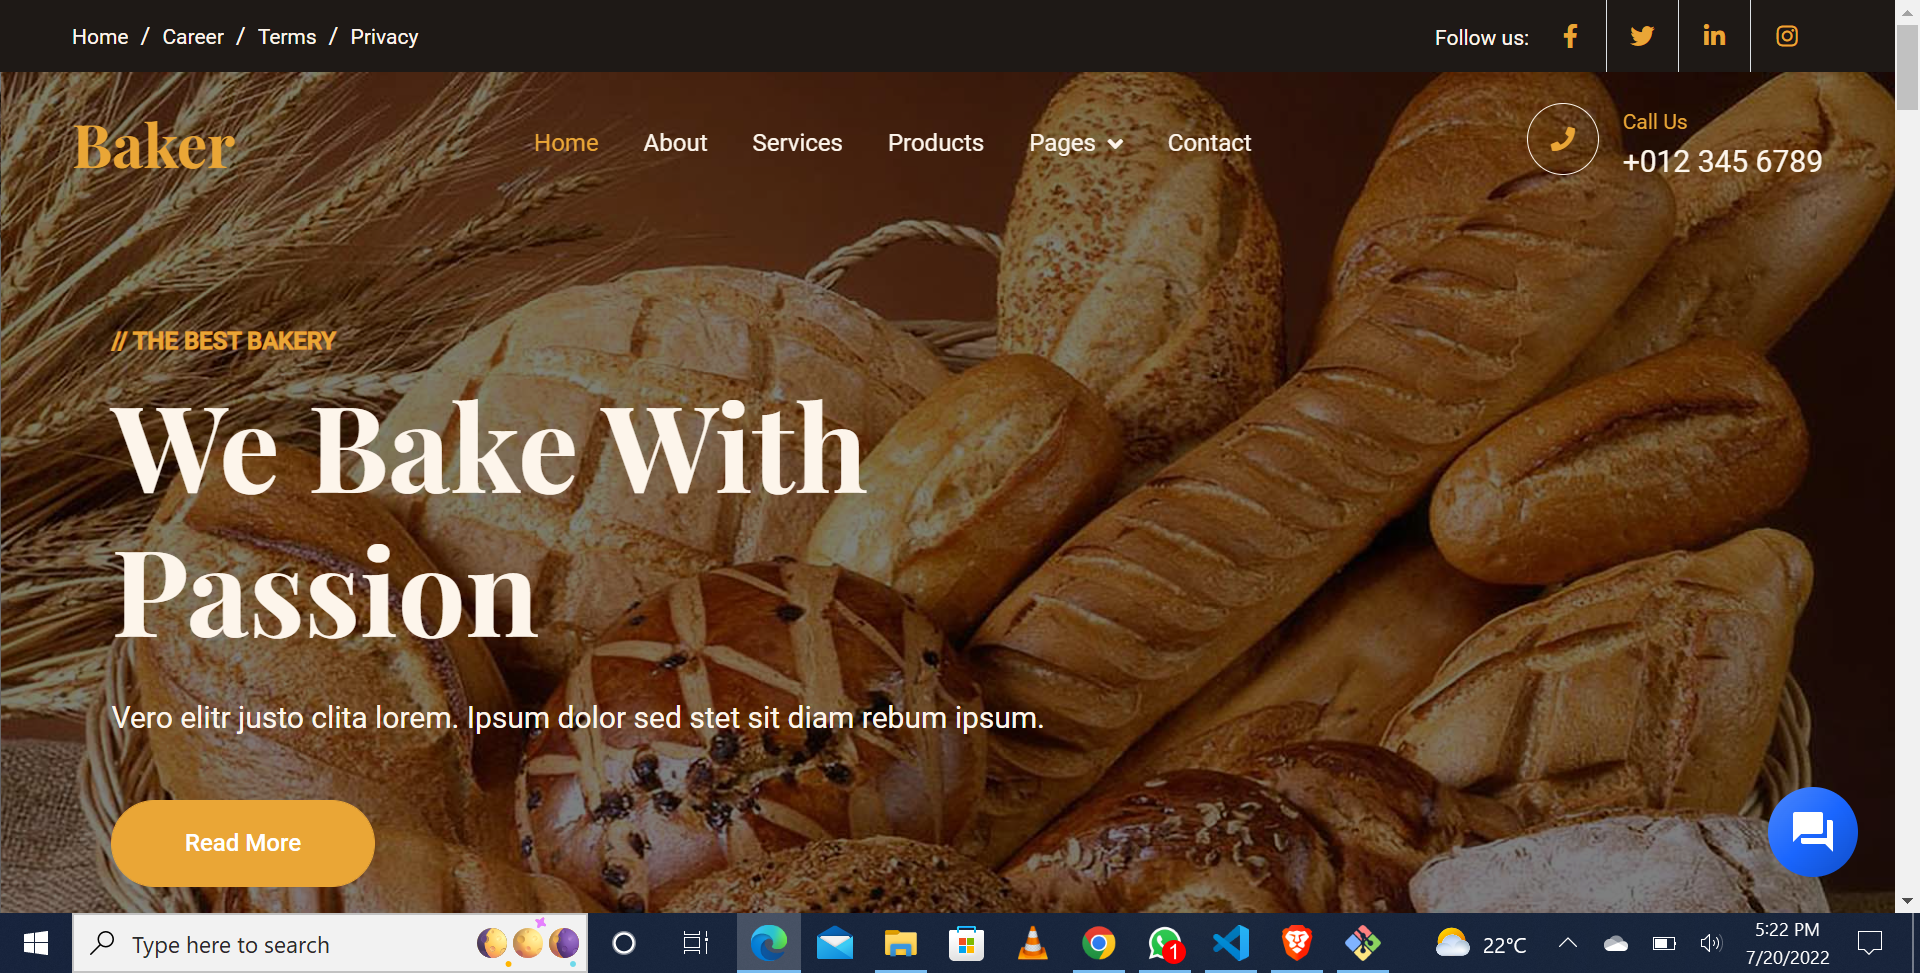 Home / Career / Terms / Privacy
Follow us:
Baker
Home About Services Products Pages Contact
Call Us
+012 345 6789
// THE BEST BAKERY
We Bake With
Passion
Vero elitr justo clita lorem. Ipsum dolor sed stet sit diam rebum ipsum.
Read More
Type here to search
1
22°C
5:22 PM
7/20/2022